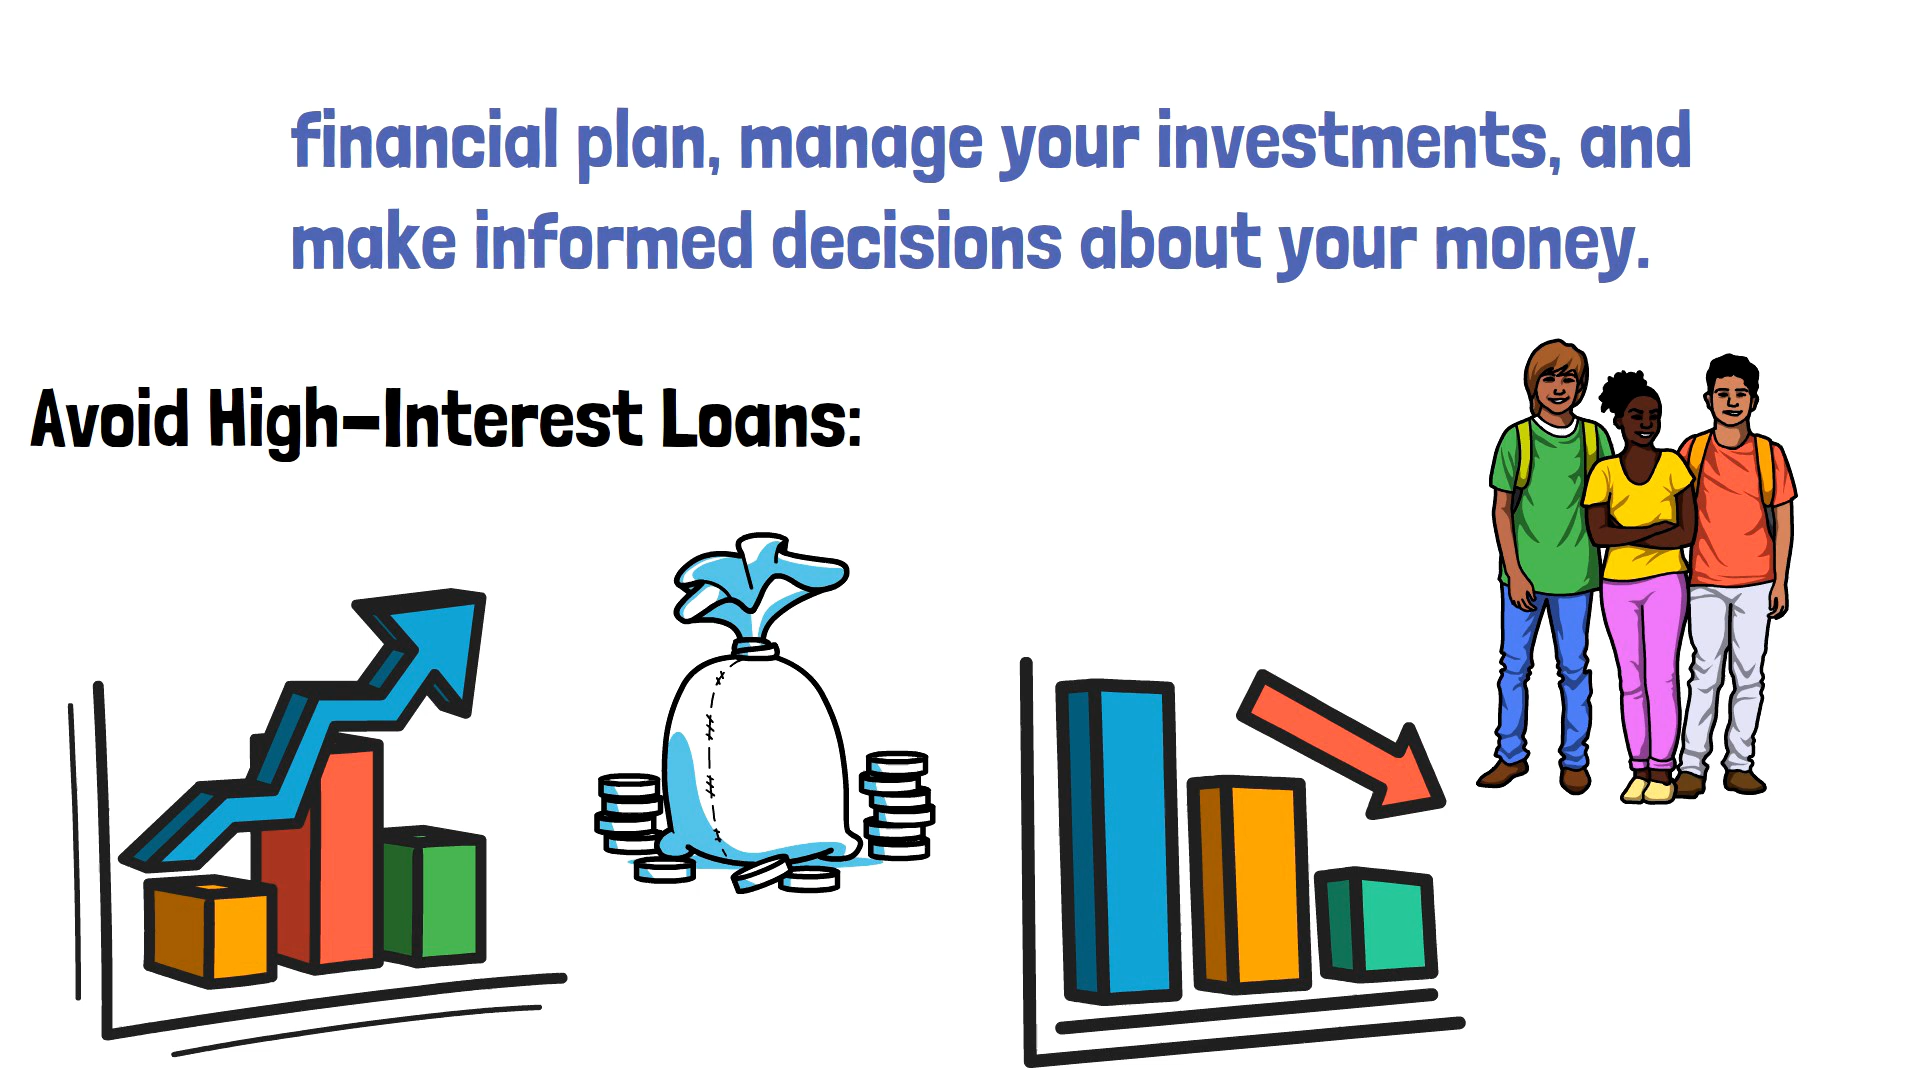 financial plan, manage your investments, and
make informed decisions about your money.
Avoid High-Interest Loans: